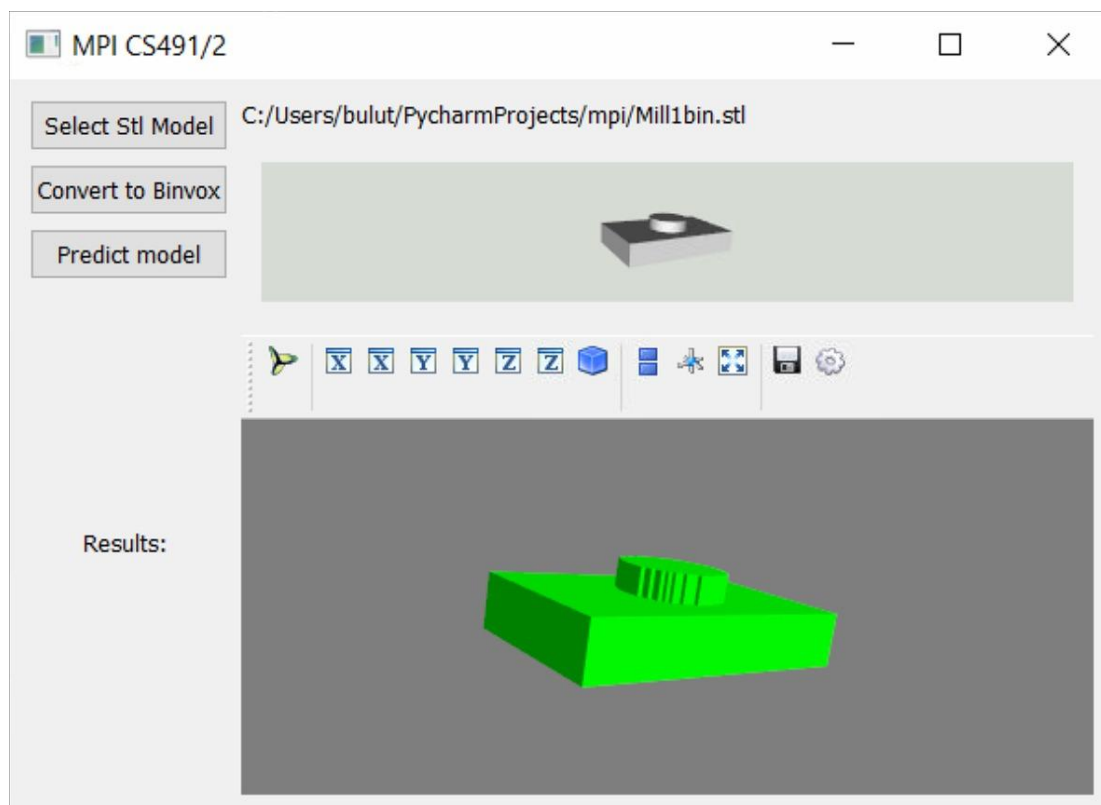 MPI CS491/2
Select Stl Model
C:/Users/bulut/PycharmProjects/mpi/Mill1bin.stl
Convert to Binvox
Predict model
X X Y Y Z Z
Results: